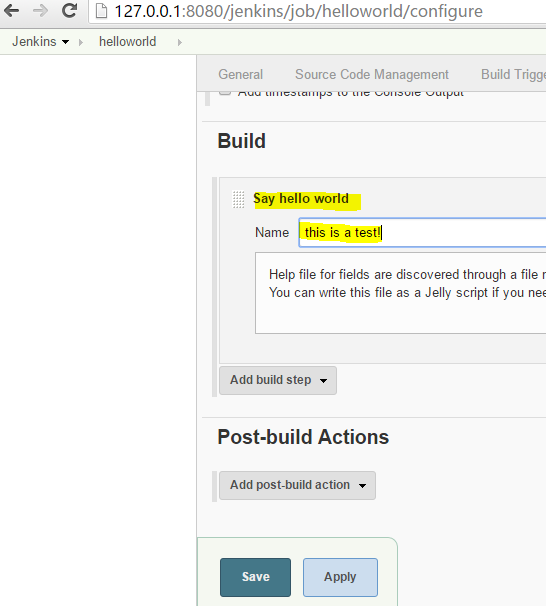 127.0.0.1:8080/jenkins/job/helloworld/configure
Jenkins helloworld
General Source Code Management Build Trigge
Add timestamps to the Console Output
Build
Say hello world
Name this is a test!
Help file for fields are discovered through a file
You can write this file as a Jelly script if you nee
Add build step
Post-build Actions
Add post-build action
Save Apply